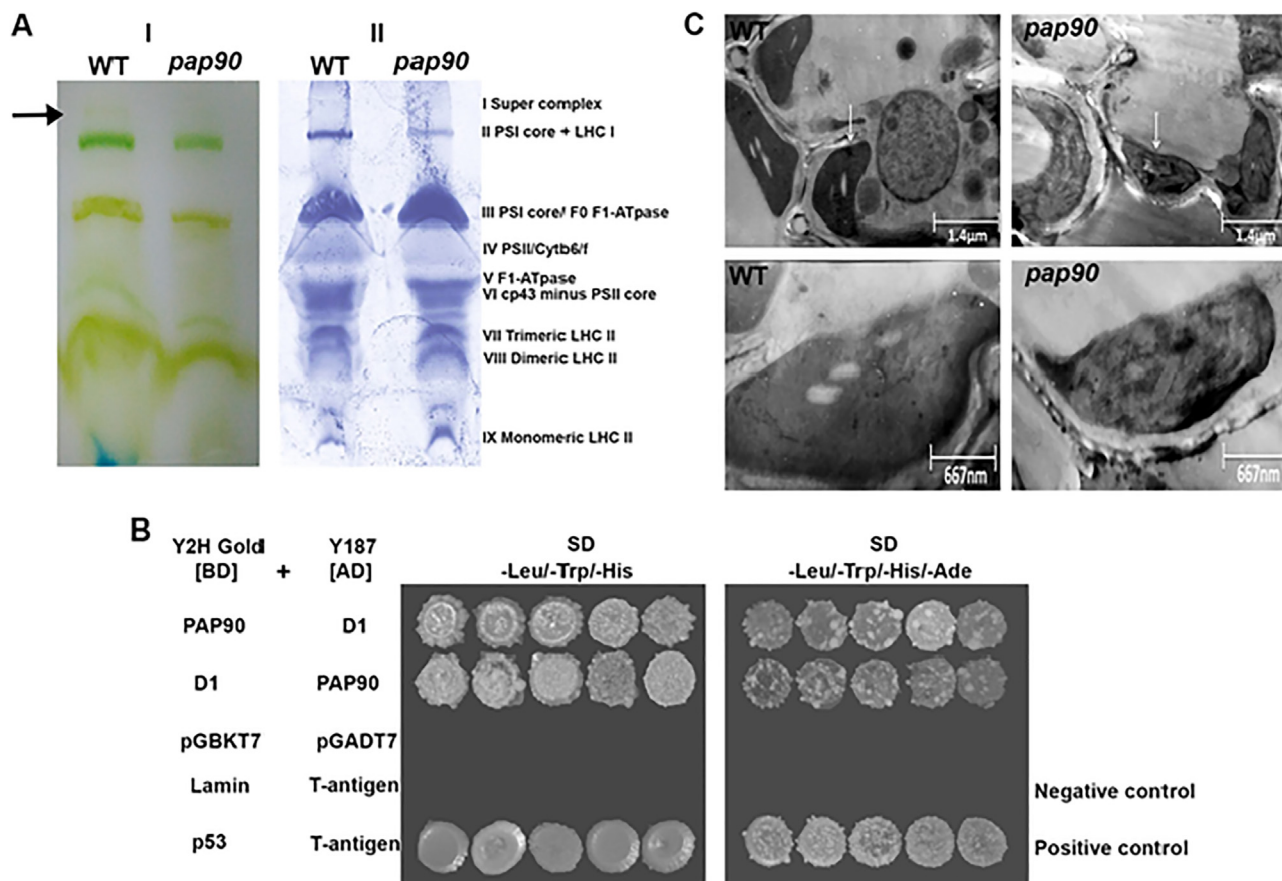 A
I
II
WT
pap90
WT
pap90
I Super complex
II PSI core + LHC I
III PSI core/ F0 F1-ATpase
IV PSII/Cytb6/f
V F1-ATpase
VI cp43 minus PSII core
VII Trimeric LHC II
VIII Dimeric LHC II
IX Monomeric LHC II
C
WT
pap90
1.4µm
1.4µm
WT
pap90
667nm
667nm
B
Y2H Gold
[BD]
+
Y187
[AD]
SD
-Leu/-Trp/-His
SD
-Leu/-Trp/-His/-Ade
PAP90
D1
D1
PAP90
pGBKT7
pGADT7
Lamin
T-antigen
Negative control
p53
T-antigen
Positive control